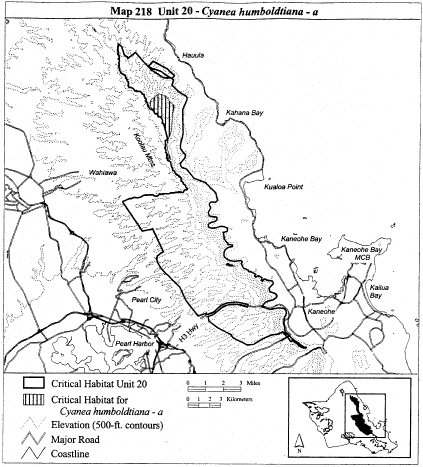 Map 218 Unit 20 - Cyanea humboldtiana - a
Hauula
Kahana Bay
Koolau Mtns
Wahiawa
Kualoa Point
Kaneohe Bay
Kaneohe Bay
MCB
Kailua
Bay
Pearl City
Kaneohe
H3 Hwy
Pearl Harbor
Critical Habitat Unit 20
Critical Habitat for
Cyanea humboldtiana - a
Elevation (500-ft. contours)
Major Road
Coastline
0 1 2 3 Miles
0 1 2 3 Kilometers
N